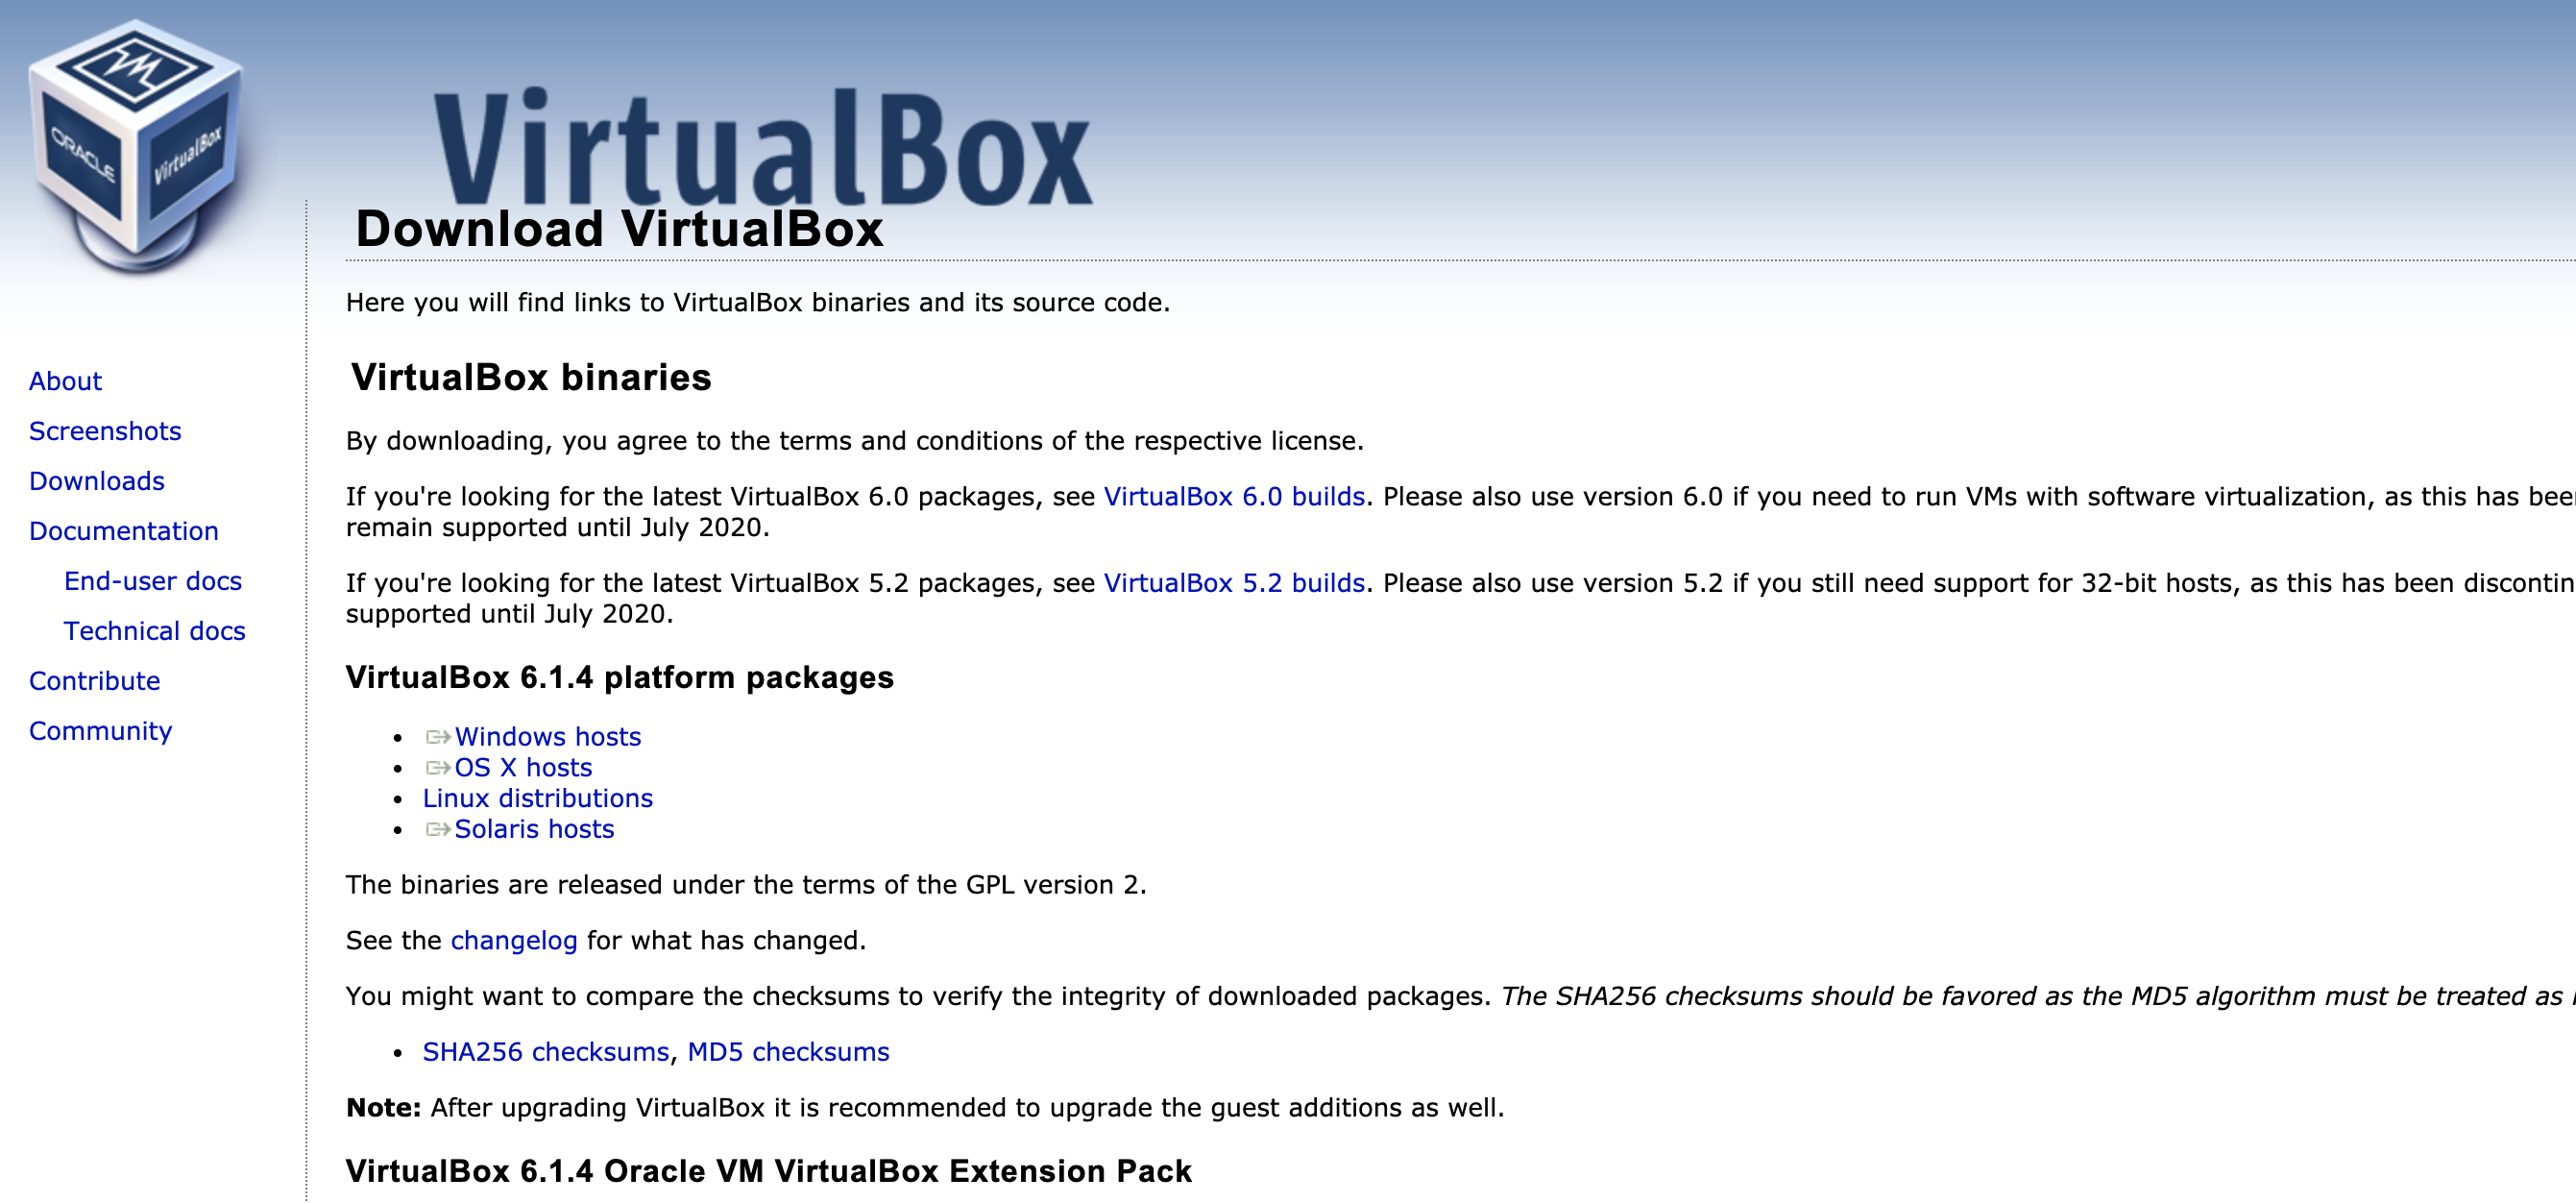 ORACLE
VirtualBox
VirtualBox
Download VirtualBox
Here you will find links to VirtualBox binaries and its source code.
About
Screenshots
Downloads
Documentation
End-user docs
Technical docs
Contribute
Community
VirtualBox binaries
By downloading, you agree to the terms and conditions of the respective license.
If you're looking for the latest VirtualBox 6.0 packages, see VirtualBox 6.0 builds. Please also use version 6.0 if you need to run VMs with software virtualization, as this has
remain supported until July 2020.
If you're looking for the latest VirtualBox 5.2 packages, see VirtualBox 5.2 builds. Please also use version 5.2 if you still need support for 32-bit hosts, as this has been
supported until July 2020.
VirtualBox 6.1.4 platform packages
• Windows hosts
• OS X hosts
• Linux distributions
• Solaris hosts
The binaries are released under the terms of the GPL version 2.
See the changelog for what has changed.
You might want to compare the checksums to verify the integrity of downloaded packages. The SHA256 checksums should be favored as the MD5 algorithm must be treated as
• SHA256 checksums, MD5 checksums
Note: After upgrading VirtualBox it is recommended to upgrade the guest additions as well.
VirtualBox 6.1.4 Oracle VM VirtualBox Extension Pack